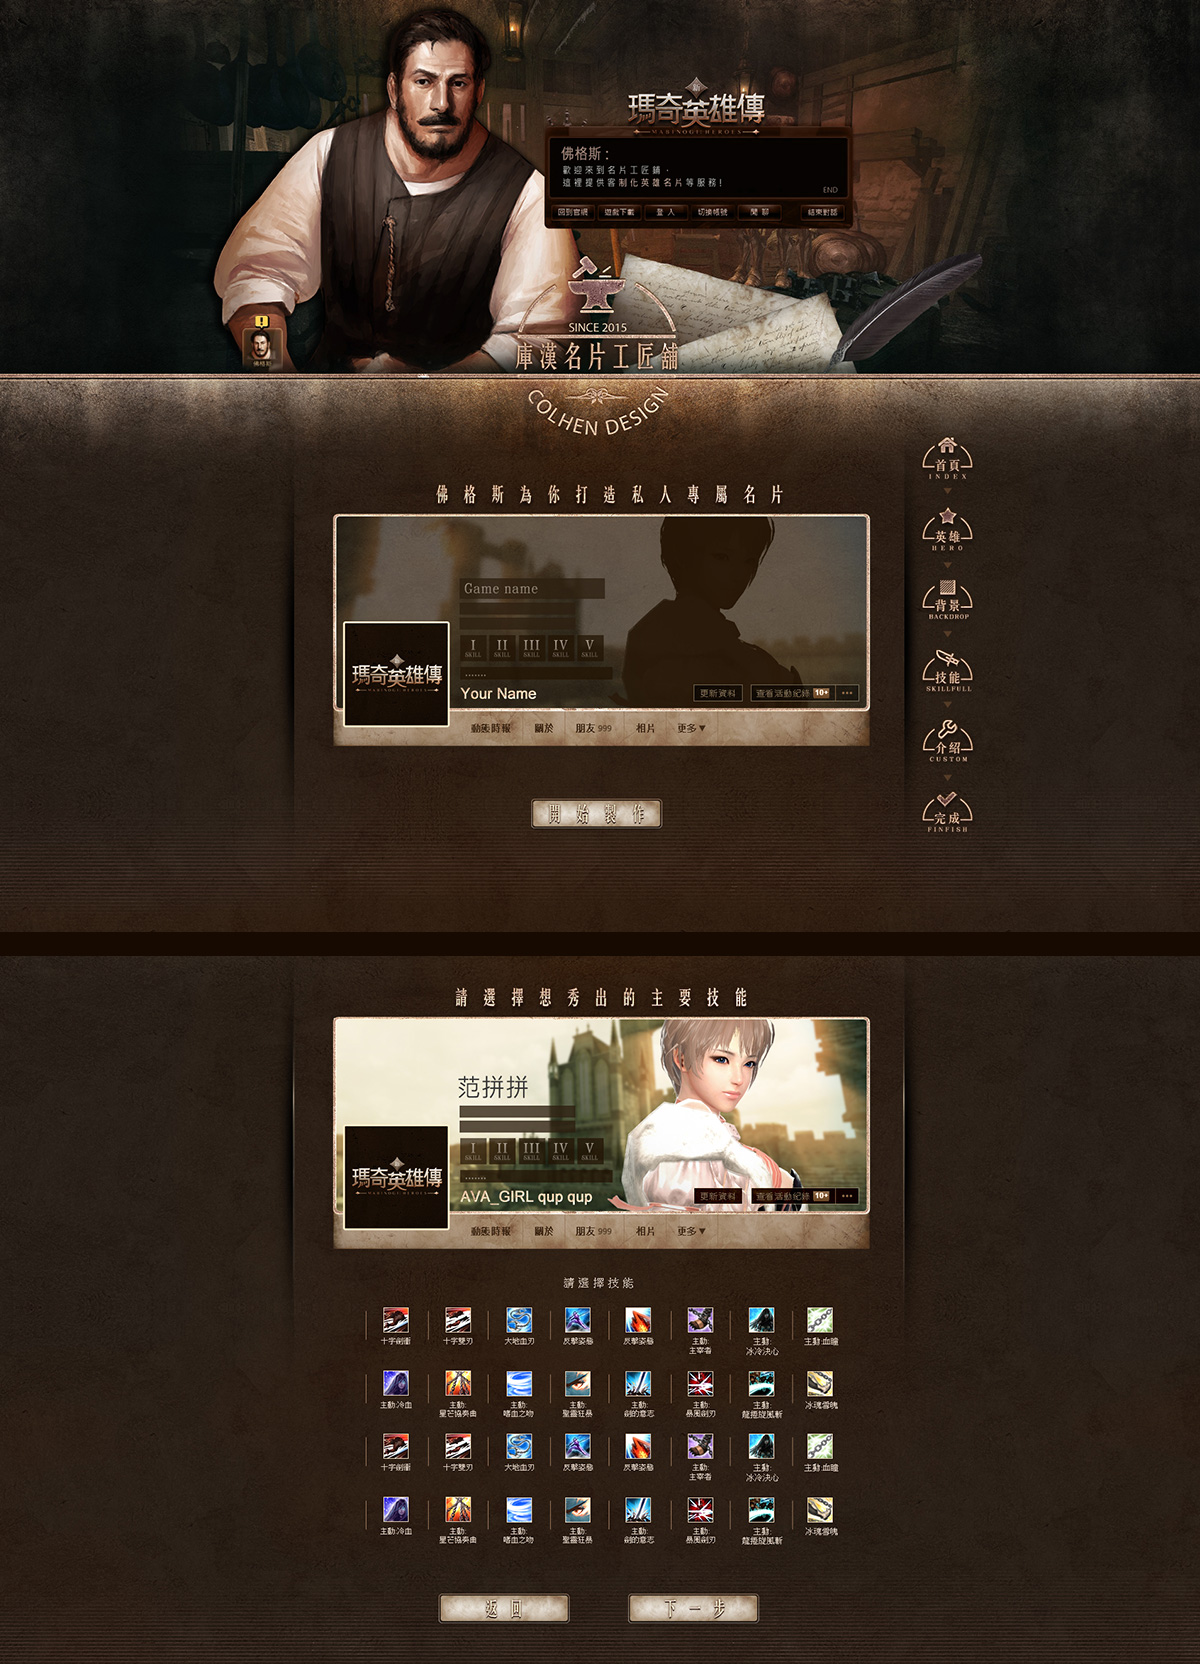 新
瑪奇英雄傳
MABINOGI:HEROES
佛格斯：
歡迎來到名片工匠鋪，
這裡提供客制化英雄名片等服務！
END
回到官網 遊戲下載 登入 切換帳號 閒聊 結束對話
佛格斯
SINCE 2015
庫漢名片工匠舖
COLHEN DESIGN
首頁
INDEX
英雄
HERO
背景
BACKDROP
技能
SKILLFULL
介紹
CUSTOM
完成
FINFISH
佛格斯為你打造私人專屬名片
Game name
I II III IV V
SKILL SKILL SKILL SKILL SKILL
.......
瑪奇英雄傳
MABINOGI:HEROES
Your Name
更新資料 查看活動紀錄 10+ •••
動態時報 關於 朋友 999 相片 更多▼
開始製作
請選擇想秀出的主要技能
范拼拼
I II III IV V
SKILL SKILL SKILL SKILL SKILL
.......
瑪奇英雄傳
MABINOGI:HEROES
AVA_GIRL qup qup
更新資料 查看活動紀錄 10+ •••
動態時報 關於 朋友 999 相片 更多▼
請選擇技能
十字劍衝 十字雙刃 大地血刃 反擊姿態 反擊姿態 主動: 主動: 主動:血瞳
主宰者 冰冷決心
主動:冷血 主動: 主動: 主動: 主動: 主動: 主動: 冰魂雪魄
星芒協奏曲 嗜血之吻 聖靈狂暴 劍的意志 暴風劍刃 龍捲旋風斬
十字劍衝 十字雙刃 大地血刃 反擊姿態 反擊姿態 主動: 主動: 主動:血瞳
主宰者 冰冷決心
主動:冷血 主動: 主動: 主動: 主動: 主動: 主動: 冰魂雪魄
星芒協奏曲 嗜血之吻 聖靈狂暴 劍的意志 暴風劍刃 龍捲旋風斬
返回 下一步